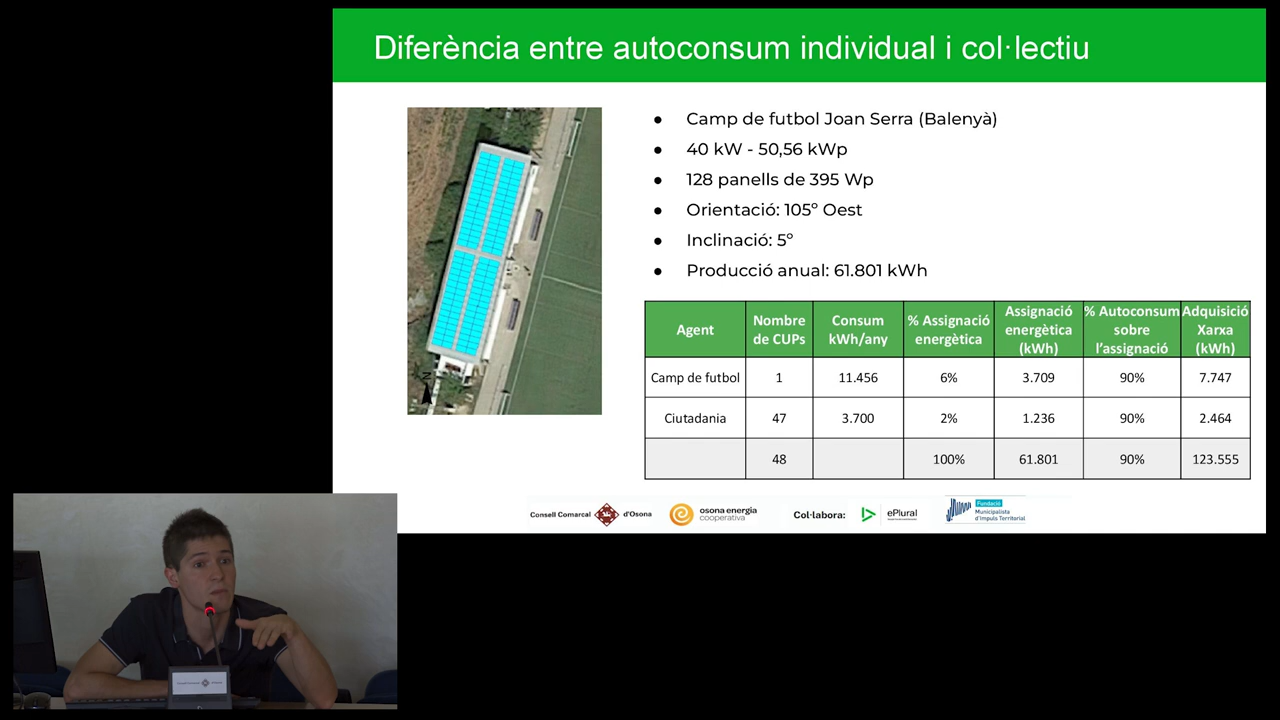 Diferència entre autoconsum individual i col·lectiu
● Camp de futbol Joan Serra (Balenyà)
● 40 kW - 50,56 kWp
● 128 panells de 395 Wp
● Orientació: 105º Oest
● Inclinació: 5º
● Producció anual: 61.801 kWh
Agent | Nombre de CUPs | Consum kWh/any | % Assignació energètica | Assignació energètica (kWh) | % Autoconsum sobre l'assignació | Adquisició Xarxa (kWh)
Camp de futbol | 1 | 11.456 | 6% | 3.709 | 90% | 7.747
Ciutadania | 47 | 3.700 | 2% | 1.236 | 90% | 2.464
48 | 100% | 61.801 | 90% | 123.555
N
Consell Comarcal d'Osona
osona energia
cooperativa
Col·labora:
ePlural
Fundació
Municipalista
d'Impuls Territorial